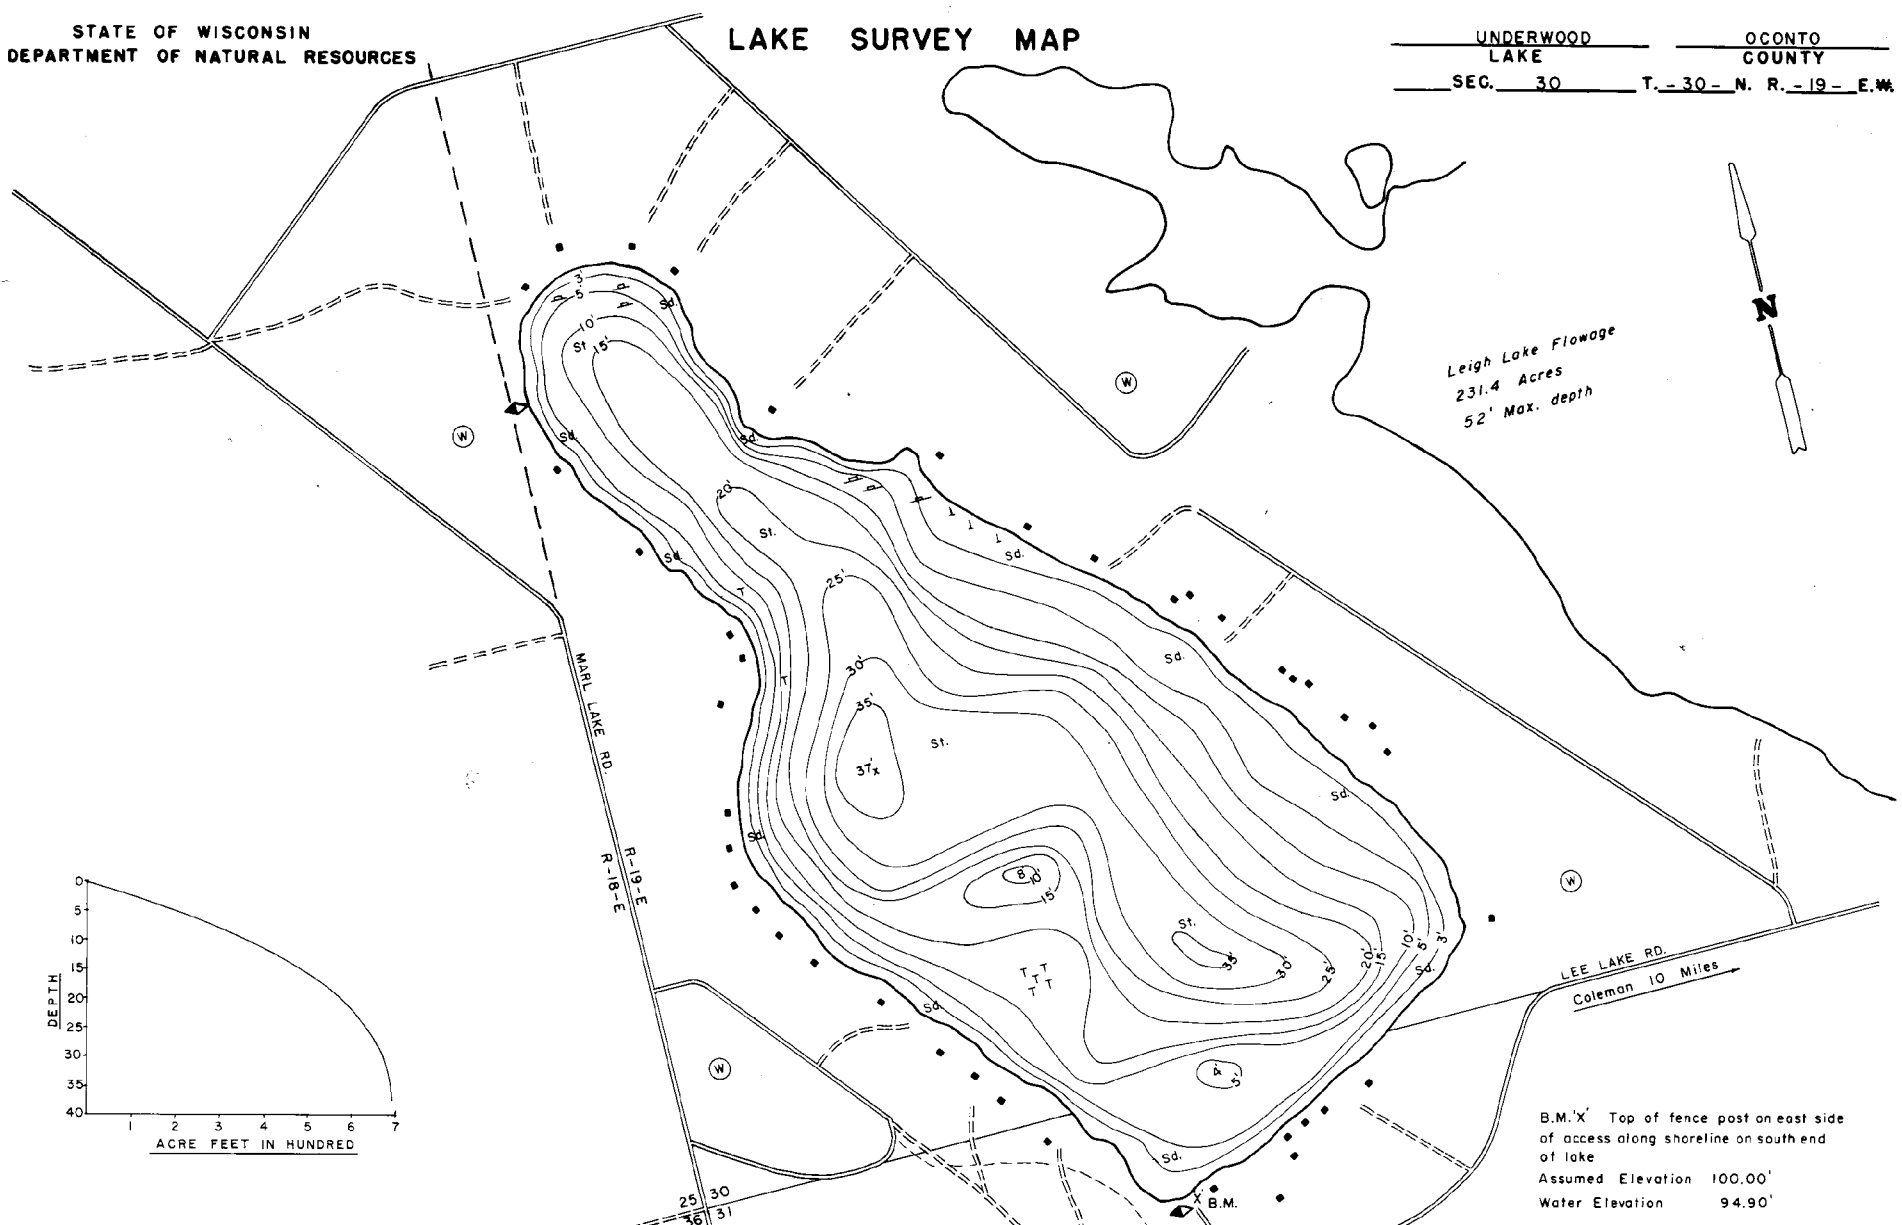 STATE OF WISCONSIN
DEPARTMENT OF NATURAL RESOURCES
LAKE SURVEY MAP
UNDERWOOD
LAKE
OCONTO
COUNTY
SEC. 30 T. -30- N. R. -19- E.W.
N
Leigh Lake Flowage
231.4 Acres
52' Max. depth
3'
5'
Sd.
10'
St.
15'
W
W
Sd.
Sd.
20'
St.
Sd.
Sd.
25'
T
Sd.
30'
T
35'
St.
37'x
Sd.
Sd.
MARL LAKE RD.
R-19-E
R-18-E
8'
10'
15'
W
St.
35'
30'
25'
20'
15'
10'
5'
3'
Sd.
T T
T
T T
Sd.
LEE LAKE RD.
Coleman 10 Miles
W
4'
5'
Sd.
X'
B.M.
25 30
36 31
0
5
10
15
20
25
30
35
40
DEPTH
1 2 3 4 5 6 7
ACRE FEET IN HUNDRED
B.M.'X' Top of fence post on east side
of access along shoreline on south end
of lake
Assumed Elevation 100.00'
Water Elevation 94.90'